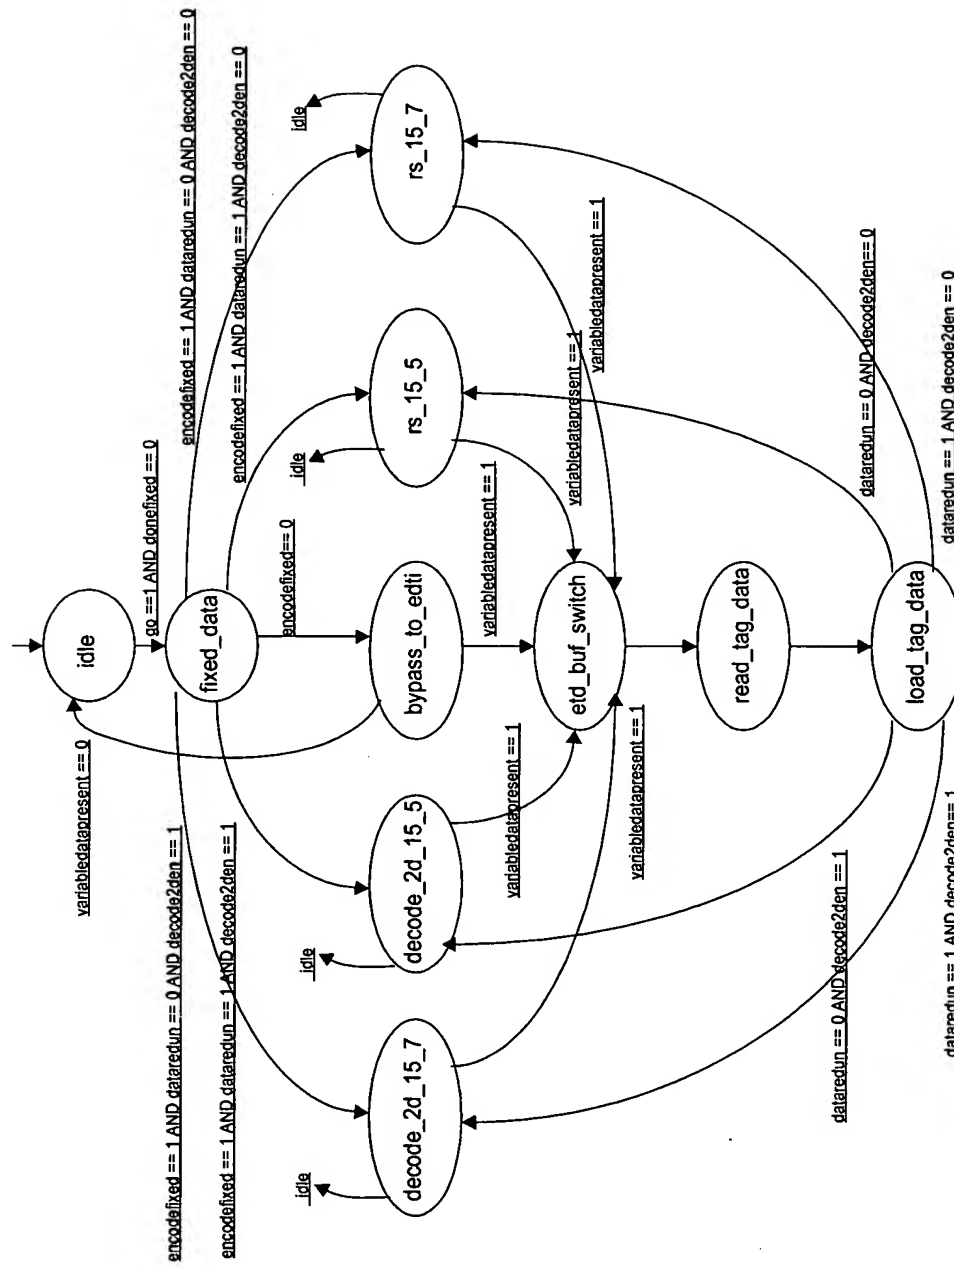 idle
go ==1 AND donefixed == 0
variabledatapresent == 0
fixed_data
encodefixed == 1 AND dataredun == 0 AND decode2den == 1
encodefixed == 1 AND dataredun == 1 AND decode2den == 1
encodefixed== 0
encodefixed == 1 AND dataredun == 1 AND decode2den == 0
encodefixed == 1 AND dataredun == 0 AND decode2den == 0
idle
idle
idle
idle
decode_2d_15_7
decode_2d_15_5
bypass_to_edti
rs_15_5
rs_15_7
variabledatapresent == 1
variabledatapresent == 1
variabledatapresent == 1
variabledatapresent == 1
variabledatapresent == 1
etd_buf_switch
read_tag_data
load_tag_data
dataredun == 0 AND decode2den == 1
dataredun == 0 AND decode2den== 0
dataredun == 1 AND decode2den== 1
dataredun == 1 AND decode2den == 0